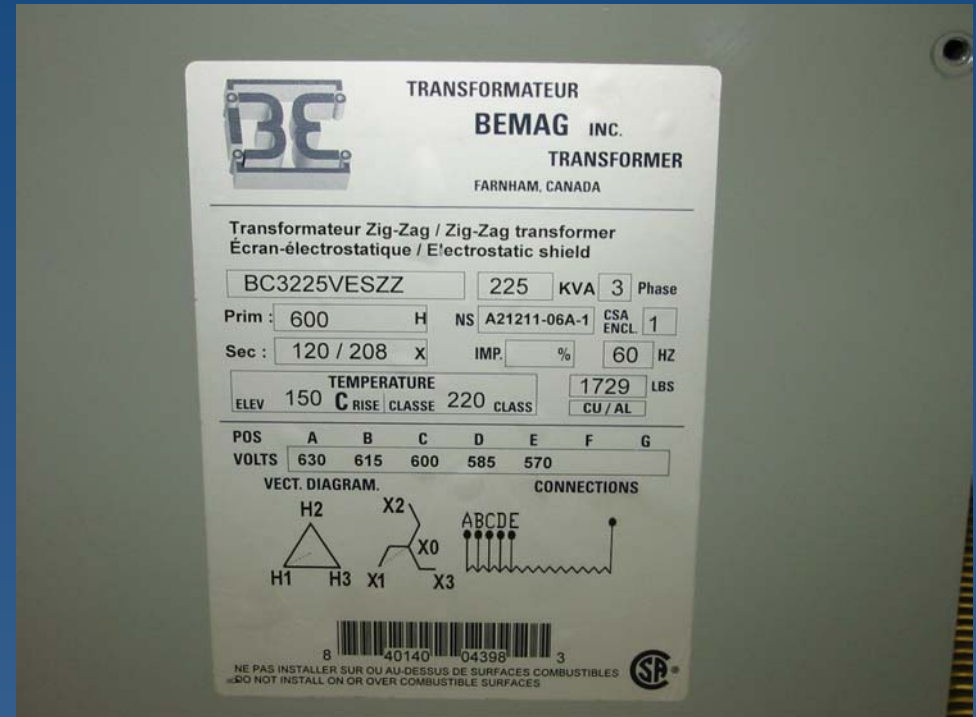 BE
TRANSFORMATEUR
BEMAG INC.
TRANSFORMER
FARNHAM, CANADA
Transformateur Zig-Zag / Zig-Zag transformer
Écran-électrostatique / Electrostatic shield
BC3225VESZZ 225 KVA 3 Phase
Prim : 600 H NS A21211-06A-1 CSA ENCL. 1
Sec : 120 / 208 X IMP. % 60 HZ
TEMPERATURE 1729 LBS
ELEV 150 C RISE CLASSE 220 CLASS CU / AL
POS A B C D E F G
VOLTS 630 615 600 585 570
VECT. DIAGRAM. CONNECTIONS
H2 X2 ABCDE
X0
H1 H3 X1 X3
8 40140 04398 3
NE PAS INSTALLER SUR OU AU-DESSUS DE SURFACES COMBUSTIBLES
DO NOT INSTALL ON OR OVER COMBUSTIBLE SURFACES